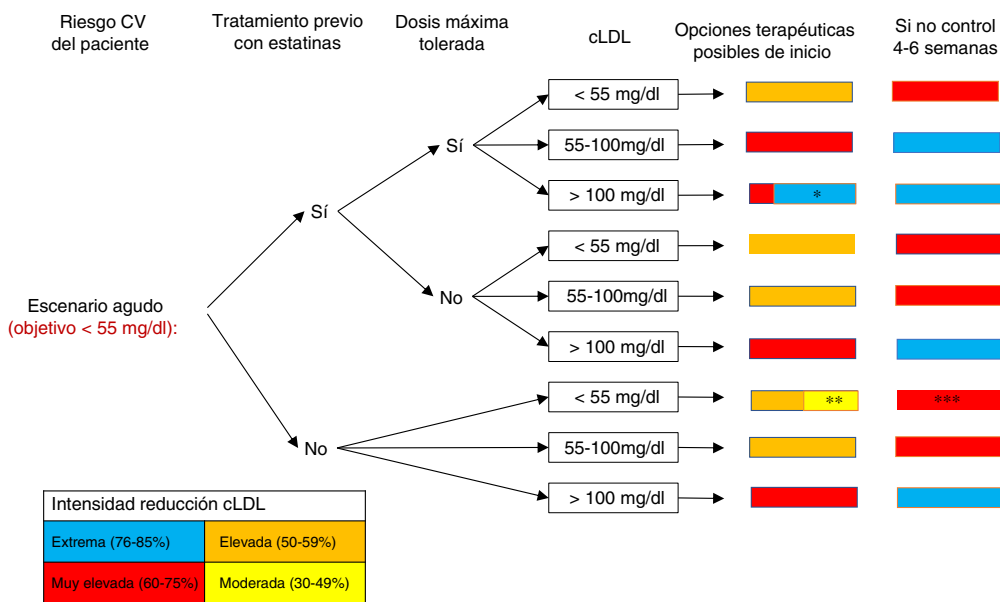 Riesgo CV
del paciente
Tratamiento previo
con estatinas
Dosis máxima
tolerada
cLDL
Opciones terapéuticas
posibles de inicio
Si no control
4-6 semanas
Escenario agudo
(objetivo < 55 mg/dl):
Sí
Sí
< 55 mg/dl
55-100mg/dl
> 100 mg/dl
*
No
< 55 mg/dl
55-100mg/dl
> 100 mg/dl
No
< 55 mg/dl
**
***
55-100mg/dl
> 100 mg/dl
Intensidad reducción cLDL
Extrema (76-85%)
Elevada (50-59%)
Muy elevada (60-75%)
Moderada (30-49%)